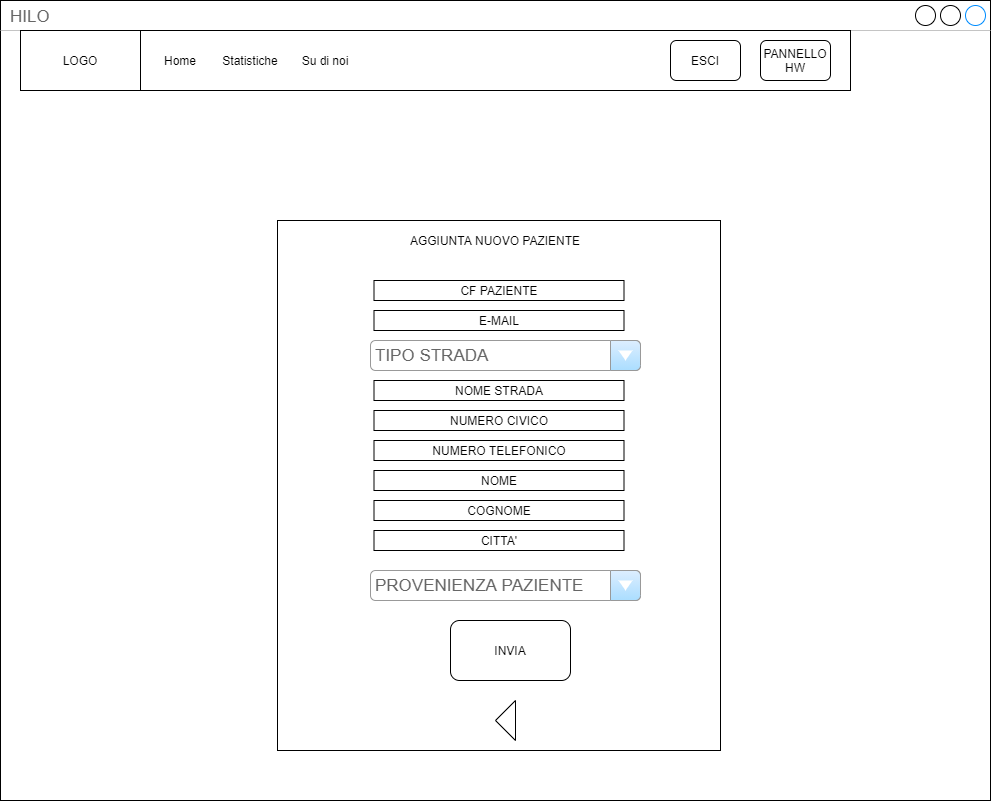 HILO
LOGO
Home
Statistiche
Su di noi
ESCI
PANNELLO
HW
AGGIUNTA NUOVO PAZIENTE
CF PAZIENTE
E-MAIL
TIPO STRADA
NOME STRADA
NUMERO CIVICO
NUMERO TELEFONICO
NOME
COGNOME
CITTA'
PROVENIENZA PAZIENTE
INVIA